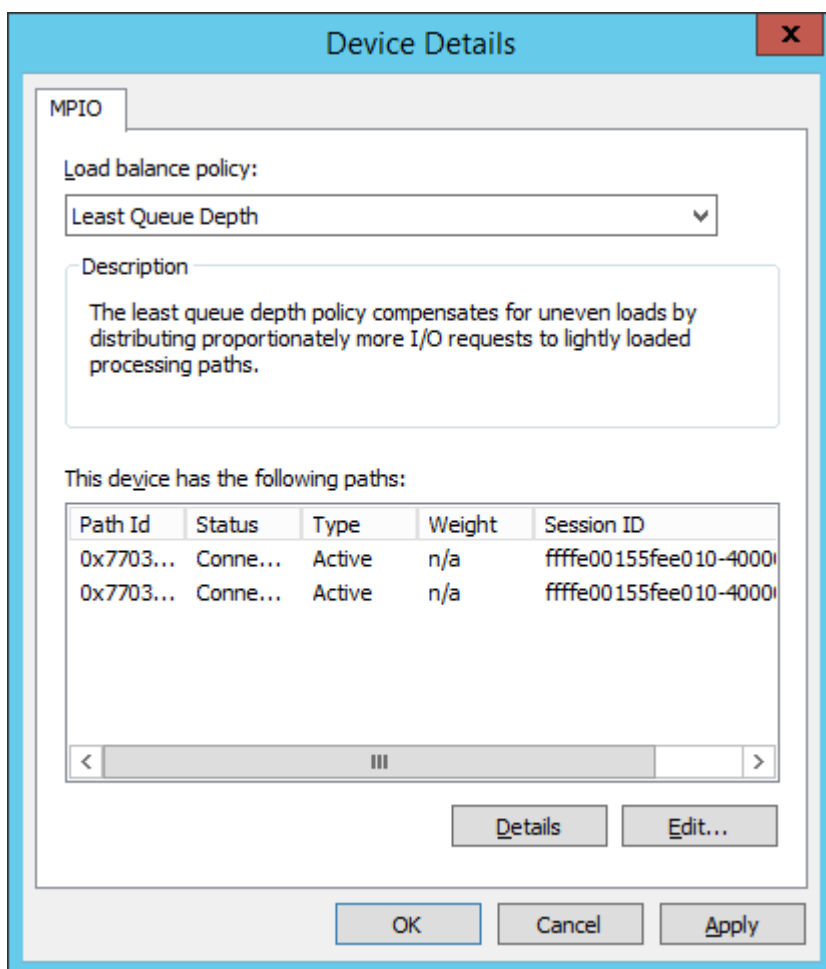 Device Details
x
MPIO
Load balance policy:
Least Queue Depth
Description
The least queue depth policy compensates for uneven loads by
distributing proportionately more I/O requests to lightly loaded
processing paths.
This device has the following paths:
Path Id Status Type Weight Session ID
0x7703... Conne... Active n/a ffffe00155fee010-4000
0x7703... Conne... Active n/a ffffe00155fee010-4000
Details Edit...
OK Cancel Apply